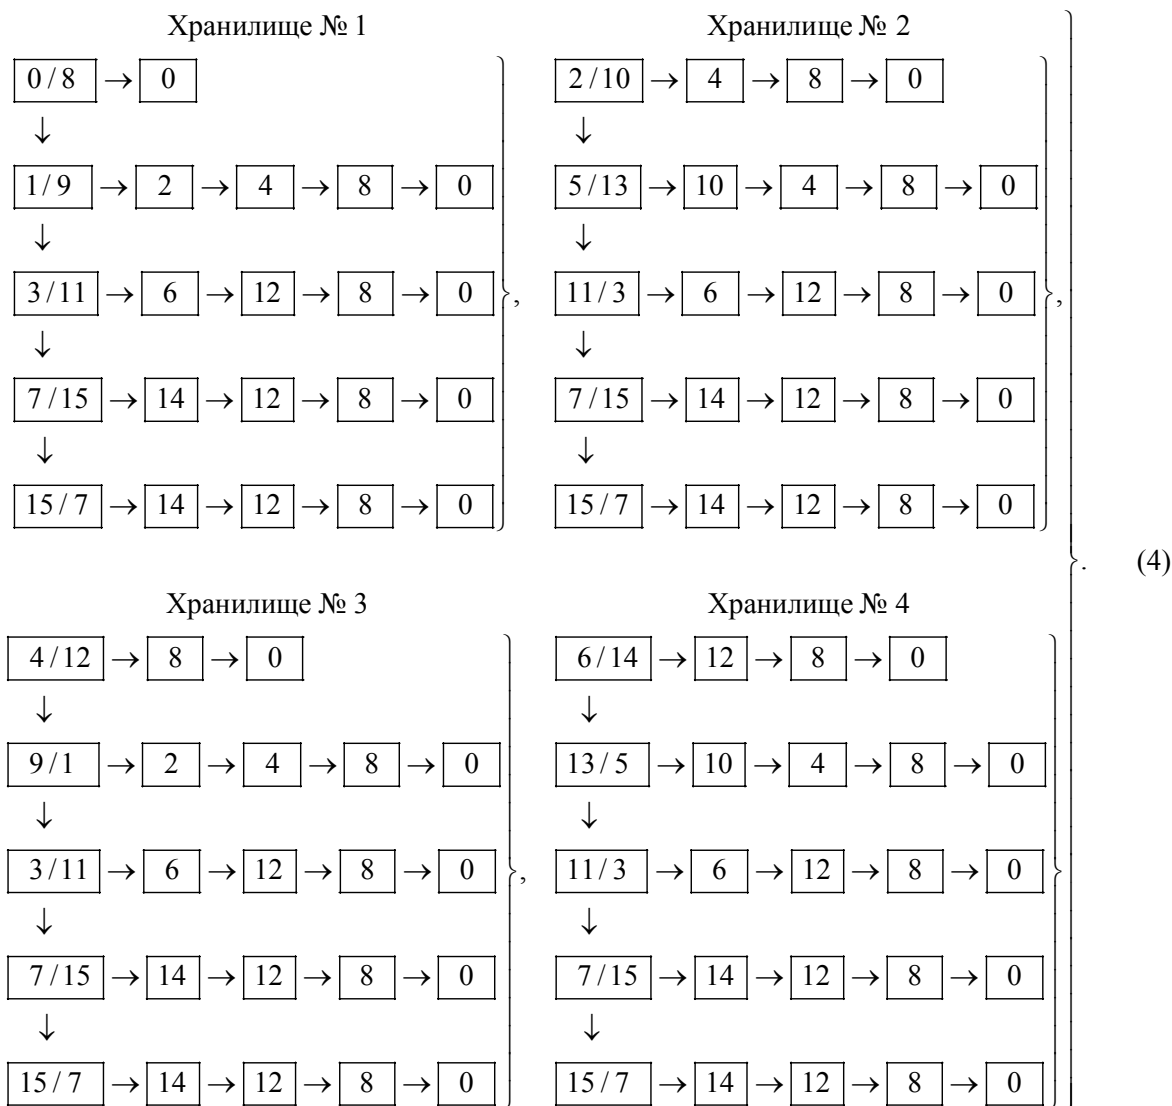 Хранилище № 1 Хранилище № 2
0 / 8 → 0 2 / 10 → 4 → 8 → 0
↓ ↓
1 / 9 → 2 → 4 → 8 → 0 5 / 13 → 10 → 4 → 8 → 0
↓ ↓
3 / 11 → 6 → 12 → 8 → 0 }, 11 / 3 → 6 → 12 → 8 → 0 },
↓ ↓
7 / 15 → 14 → 12 → 8 → 0 7 / 15 → 14 → 12 → 8 → 0
↓ ↓
15 / 7 → 14 → 12 → 8 → 0 15 / 7 → 14 → 12 → 8 → 0
}. (4)
Хранилище № 3 Хранилище № 4
4 / 12 → 8 → 0 6 / 14 → 12 → 8 → 0
↓ ↓
9 / 1 → 2 → 4 → 8 → 0 13 / 5 → 10 → 4 → 8 → 0
↓ ↓
3 / 11 → 6 → 12 → 8 → 0 }, 11 / 3 → 6 → 12 → 8 → 0 }
↓ ↓
7 / 15 → 14 → 12 → 8 → 0 7 / 15 → 14 → 12 → 8 → 0
↓ ↓
15 / 7 → 14 → 12 → 8 → 0 15 / 7 → 14 → 12 → 8 → 0